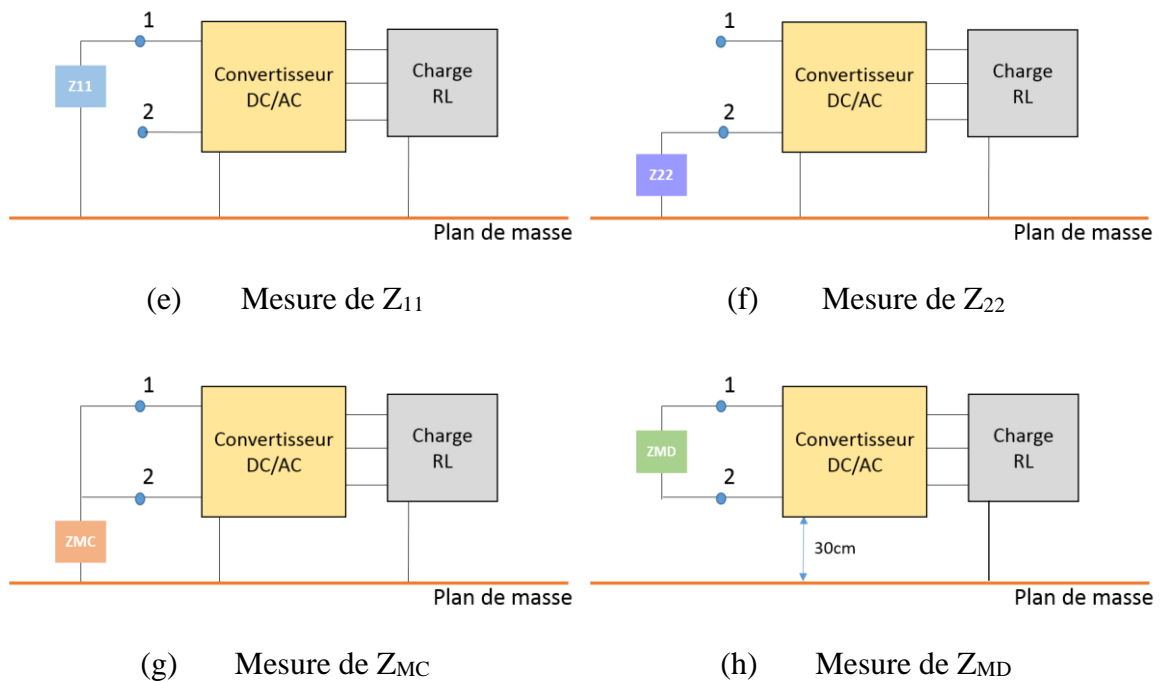 1
Z11
Convertisseur
DC/AC
Charge
RL
2
Plan de masse
(e) Mesure de Z11
1
Convertisseur
DC/AC
Charge
RL
2
Z22
Plan de masse
(f) Mesure de Z22
1
Convertisseur
DC/AC
Charge
RL
2
ZMC
Plan de masse
(g) Mesure de ZMC
1
ZMD
Convertisseur
DC/AC
Charge
RL
2
30cm
Plan de masse
(h) Mesure de ZMD